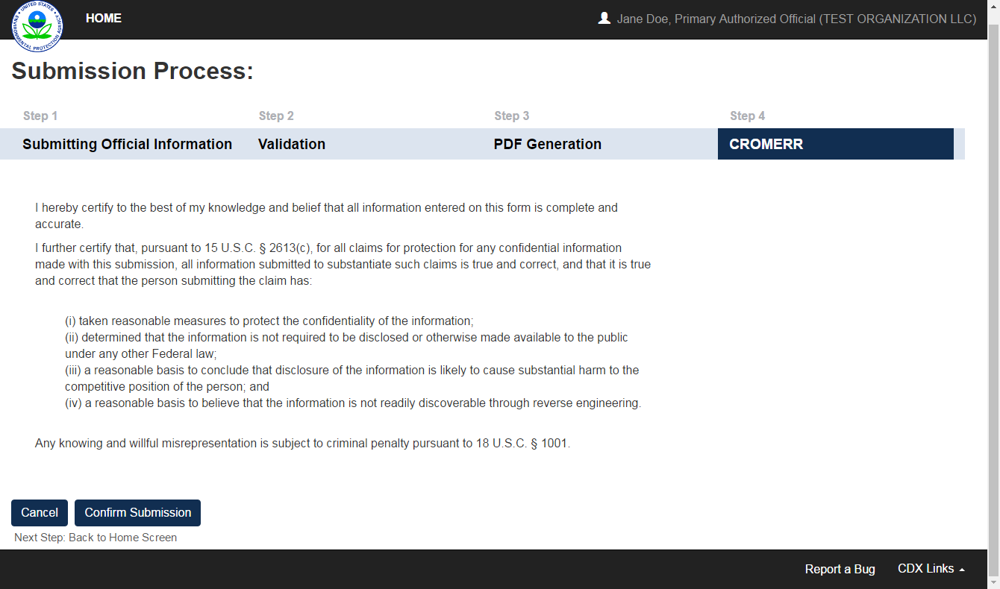 UNITED STATES
ENVIRONMENTAL PROTECTION AGENCY
HOME
Jane Doe, Primary Authorized Official (TEST ORGANIZATION LLC)
Submission Process:
Step 1
Step 2
Step 3
Step 4
Submitting Official Information
Validation
PDF Generation
CROMERR
I hereby certify to the best of my knowledge and belief that all information entered on this form is complete and
accurate.
I further certify that, pursuant to 15 U.S.C. § 2613(c), for all claims for protection for any confidential information
made with this submission, all information submitted to substantiate such claims is true and correct, and that it is true
and correct that the person submitting the claim has:
(i) taken reasonable measures to protect the confidentiality of the information;
(ii) determined that the information is not required to be disclosed or otherwise made available to the public
under any other Federal law;
(iii) a reasonable basis to conclude that disclosure of the information is likely to cause substantial harm to the
competitive position of the person; and
(iv) a reasonable basis to believe that the information is not readily discoverable through reverse engineering.
Any knowing and willful misrepresentation is subject to criminal penalty pursuant to 18 U.S.C. § 1001.
Cancel
Confirm Submission
Next Step: Back to Home Screen
Report a Bug
CDX Links